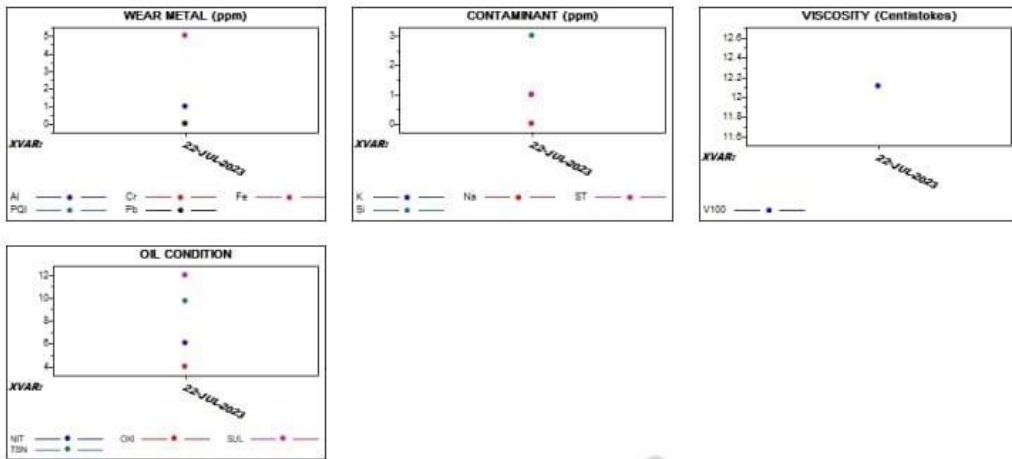 WEAR METAL (ppm)
5
4
3
2
1
0
XVAR:
22-JUL-2023
Al Cr Fe
PQI Pb
CONTAMINANT (ppm)
3
2
1
0
XVAR:
22-JUL-2023
K Na ST
Si
VISCOSITY (Centistokes)
12.6
12.4
12.2
12
11.8
11.6
XVAR:
22-JUL-2023
V100
OIL CONDITION
12
10
8
6
4
XVAR:
22-JUL-2023
NIT OXI SUL
TBN